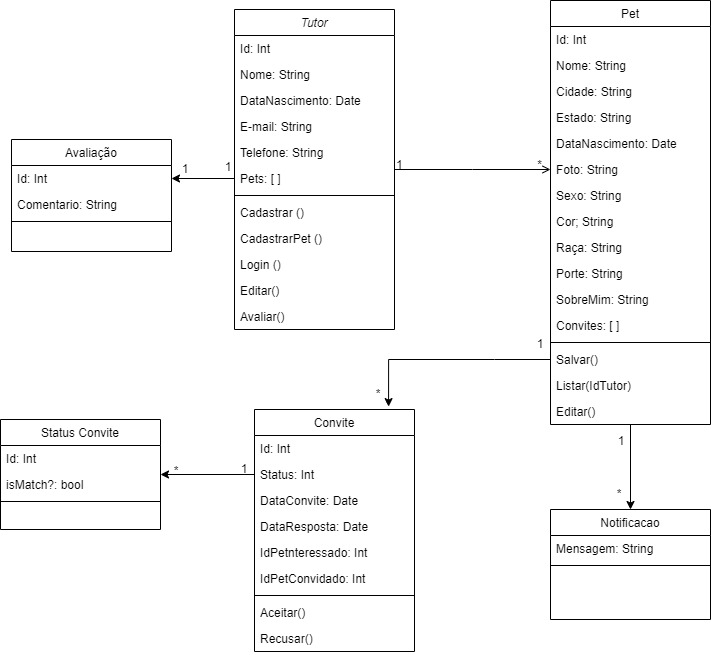 Tutor
Id: Int
Nome: String
DataNascimento: Date
E-mail: String
Telefone: String
Pets: [ ]
Cadastrar ()
CadastrarPet ()
Login ()
Editar()
Avaliar()
Pet
Id: Int
Nome: String
Cidade: String
Estado: String
DataNascimento: Date
Foto: String
Sexo: String
Cor; String
Raça: String
Porte: String
SobreMim: String
Convites: [ ]
Salvar()
Listar(IdTutor)
Editar()
Avaliação
Id: Int
Comentario: String
1
1
1
*
1
*
Status Convite
Id: Int
isMatch?: bool
*
1
Convite
Id: Int
Status: Int
DataConvite: Date
DataResposta: Date
IdPetnteressado: Int
IdPetConvidado: Int
Aceitar()
Recusar()
1
*
Notificacao
Mensagem: String